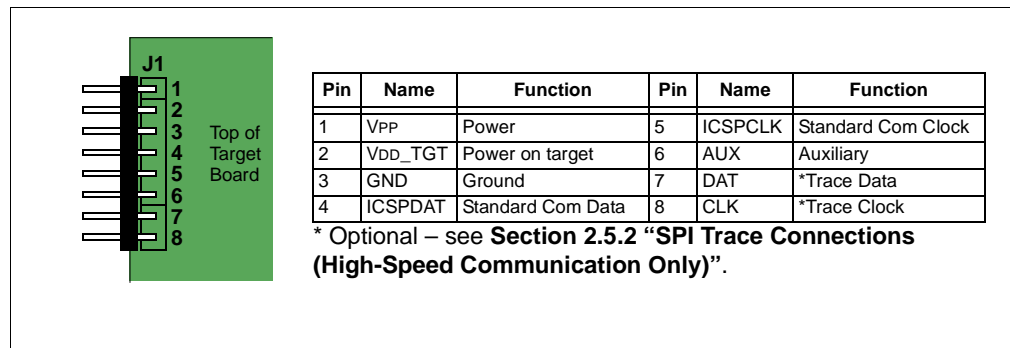 J1
1
2
3
4
5
6
7
8
Top of
Target
Board
Pin Name Function Pin Name Function
1 VPP Power 5 ICSPCLK Standard Com Clock
2 VDD_TGT Power on target 6 AUX Auxiliary
3 GND Ground 7 DAT *Trace Data
4 ICSPDAT Standard Com Data 8 CLK *Trace Clock
* Optional – see Section 2.5.2 “SPI Trace Connections
(High-Speed Communication Only)”.